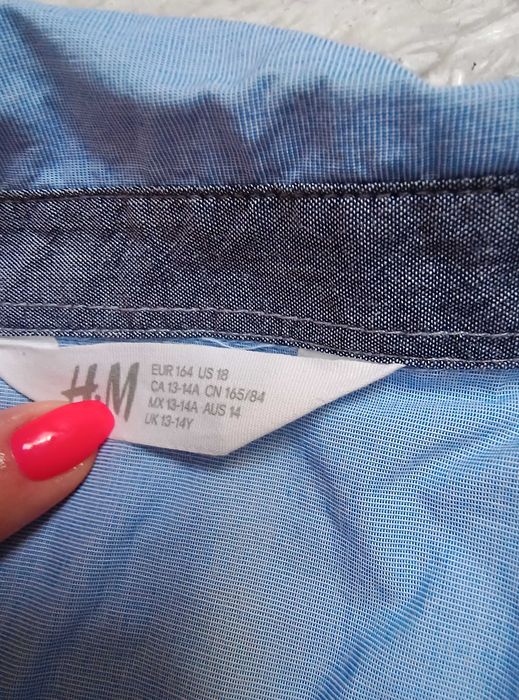 H&M
EUR 164 US 18
CA 13-14A CN 165/84
MX 13-14A AUS 14
UK 13-14Y